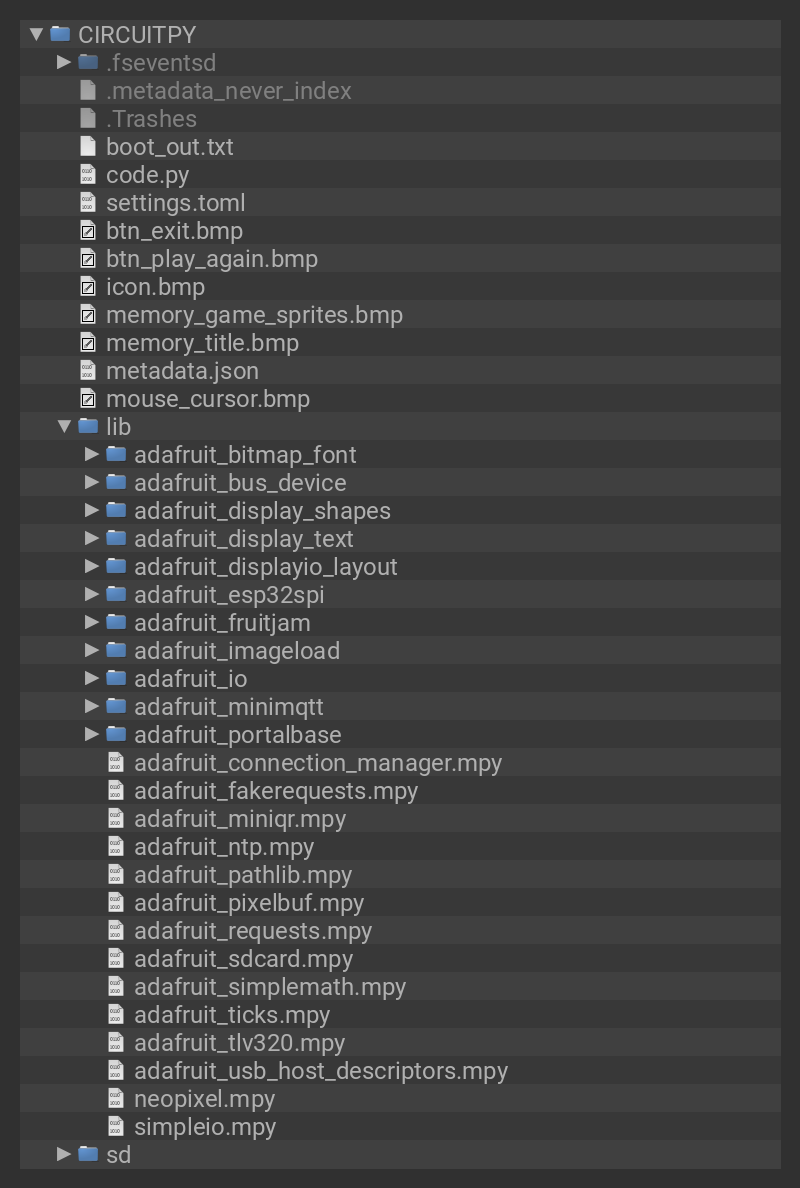 CIRCUITPY
.fseventsd
.metadata_never_index
.Trashes
boot_out.txt
code.py
settings.toml
btn_exit.bmp
btn_play_again.bmp
icon.bmp
memory_game_sprites.bmp
memory_title.bmp
metadata.json
mouse_cursor.bmp
lib
adafruit_bitmap_font
adafruit_bus_device
adafruit_display_shapes
adafruit_display_text
adafruit_displayio_layout
adafruit_esp32spi
adafruit_fruitjam
adafruit_imageload
adafruit_io
adafruit_minimqtt
adafruit_portalbase
adafruit_connection_manager.mpy
adafruit_fakerequests.mpy
adafruit_miniqr.mpy
adafruit_ntp.mpy
adafruit_pathlib.mpy
adafruit_pixelbuf.mpy
adafruit_requests.mpy
adafruit_sdcard.mpy
adafruit_simplemath.mpy
adafruit_ticks.mpy
adafruit_tlv320.mpy
adafruit_usb_host_descriptors.mpy
neopixel.mpy
simpleio.mpy
sd